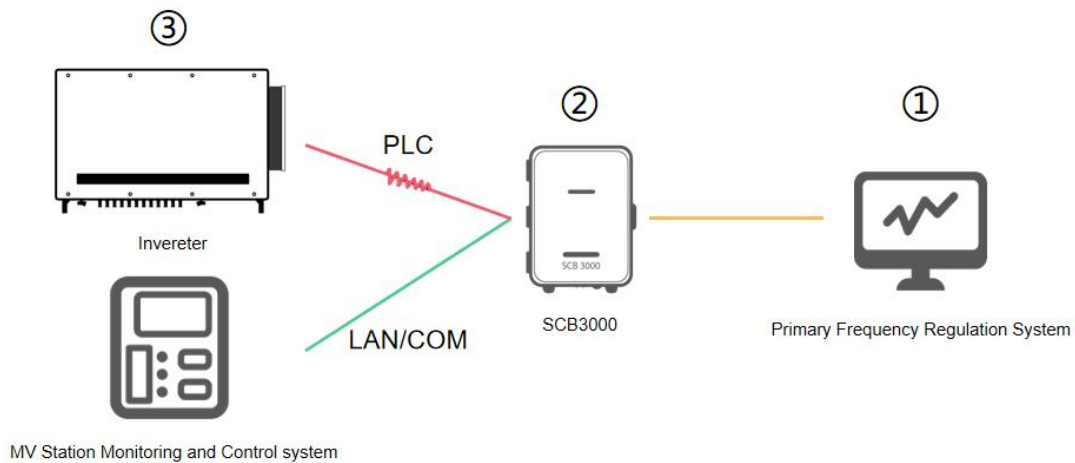 ③
②
①
PLC
SCB 3000
Invereter
SCB3000
Primary Frequency Regulation System
LAN/COM
MV Station Monitoring and Control system